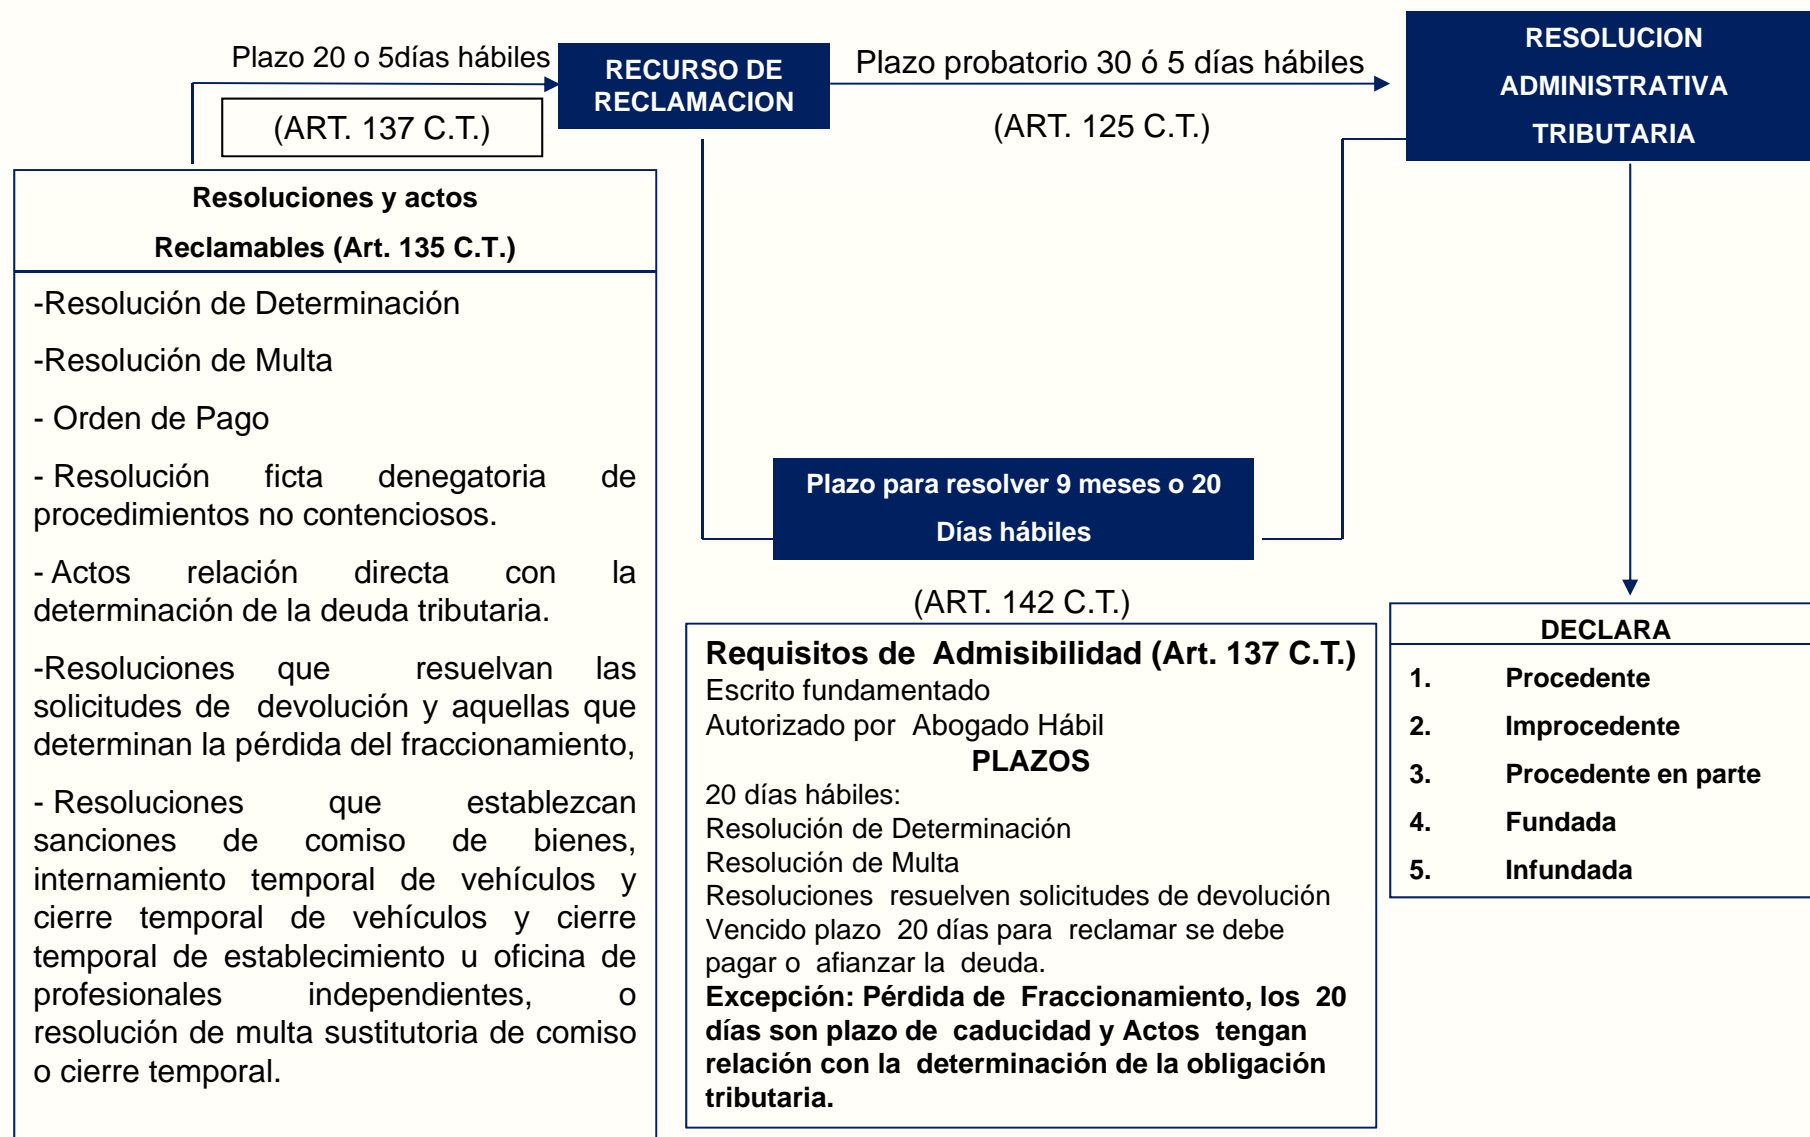 Plazo 20 o 5días hábiles
(ART. 137 C.T.)
RECURSO DE
RECLAMACION
Plazo probatorio 30 ó 5 días hábiles
(ART. 125 C.T.)
RESOLUCION
ADMINISTRATIVA
TRIBUTARIA
Resoluciones y actos
Reclamables (Art. 135 C.T.)
-Resolución de Determinación
-Resolución de Multa
- Orden de Pago
- Resolución ficta denegatoria de
procedimientos no contenciosos.
- Actos relación directa con la
determinación de la deuda tributaria.
-Resoluciones que resuelvan las
solicitudes de devolución y aquellas que
determinan la pérdida del fraccionamiento,
- Resoluciones que establezcan
sanciones de comiso de bienes,
internamiento temporal de vehículos y
cierre temporal de vehículos y cierre
temporal de establecimiento u oficina de
profesionales independientes, o
resolución de multa sustitutoria de comiso
o cierre temporal.
Plazo para resolver 9 meses o 20
Días hábiles
(ART. 142 C.T.)
Requisitos de Admisibilidad (Art. 137 C.T.)
Escrito fundamentado
Autorizado por Abogado Hábil
PLAZOS
20 días hábiles:
Resolución de Determinación
Resolución de Multa
Resoluciones resuelven solicitudes de devolución
Vencido plazo 20 días para reclamar se debe
pagar o afianzar la deuda.
Excepción: Pérdida de Fraccionamiento, los 20
días son plazo de caducidad y Actos tengan
relación con la determinación de la obligación
tributaria.
DECLARA
1. Procedente
2. Improcedente
3. Procedente en parte
4. Fundada
5. Infundada